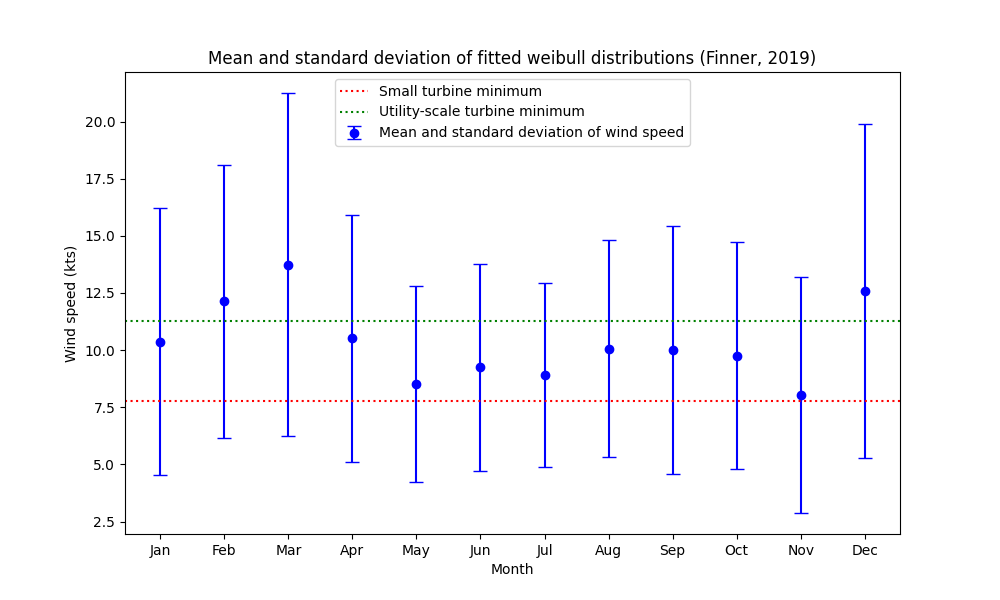 Mean and standard deviation of fitted weibull distributions (Finner, 2019)
Small turbine minimum
Utility-scale turbine minimum
Mean and standard deviation of wind speed
Wind speed (kts)
20.0
17.5
15.0
12.5
10.0
7.5
5.0
2.5
Jan Feb Mar Apr May Jun Jul Aug Sep Oct Nov Dec
Month